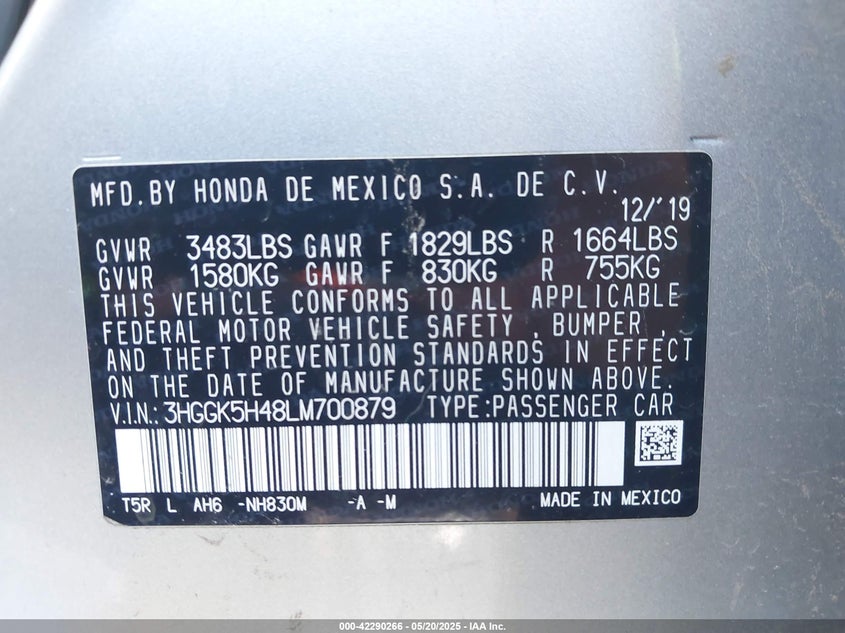 MFD.BY HONDA DE MEXICO S.A. DE C.V.
12/'19
GVWR 3483LBS GAWR F 1829LBS R 1664LBS
GVWR 1580KG GAWR F 830KG R 755KG
THIS VEHICLE CONFORMS TO ALL APPLICABLE
FEDERAL MOTOR VEHICLE SAFETY , BUMPER ,
AND THEFT PREVENTION STANDARDS IN EFFECT
ON THE DATE OF MANUFACTURE SHOWN ABOVE.
V.I.N.: 3HGGK5H48LM700879 TYPE:PASSENGER CAR
T5R L AH6 -NH830M -A -M MADE IN MEXICO
000-42290266 — 05/20/2025 — IAA Inc.